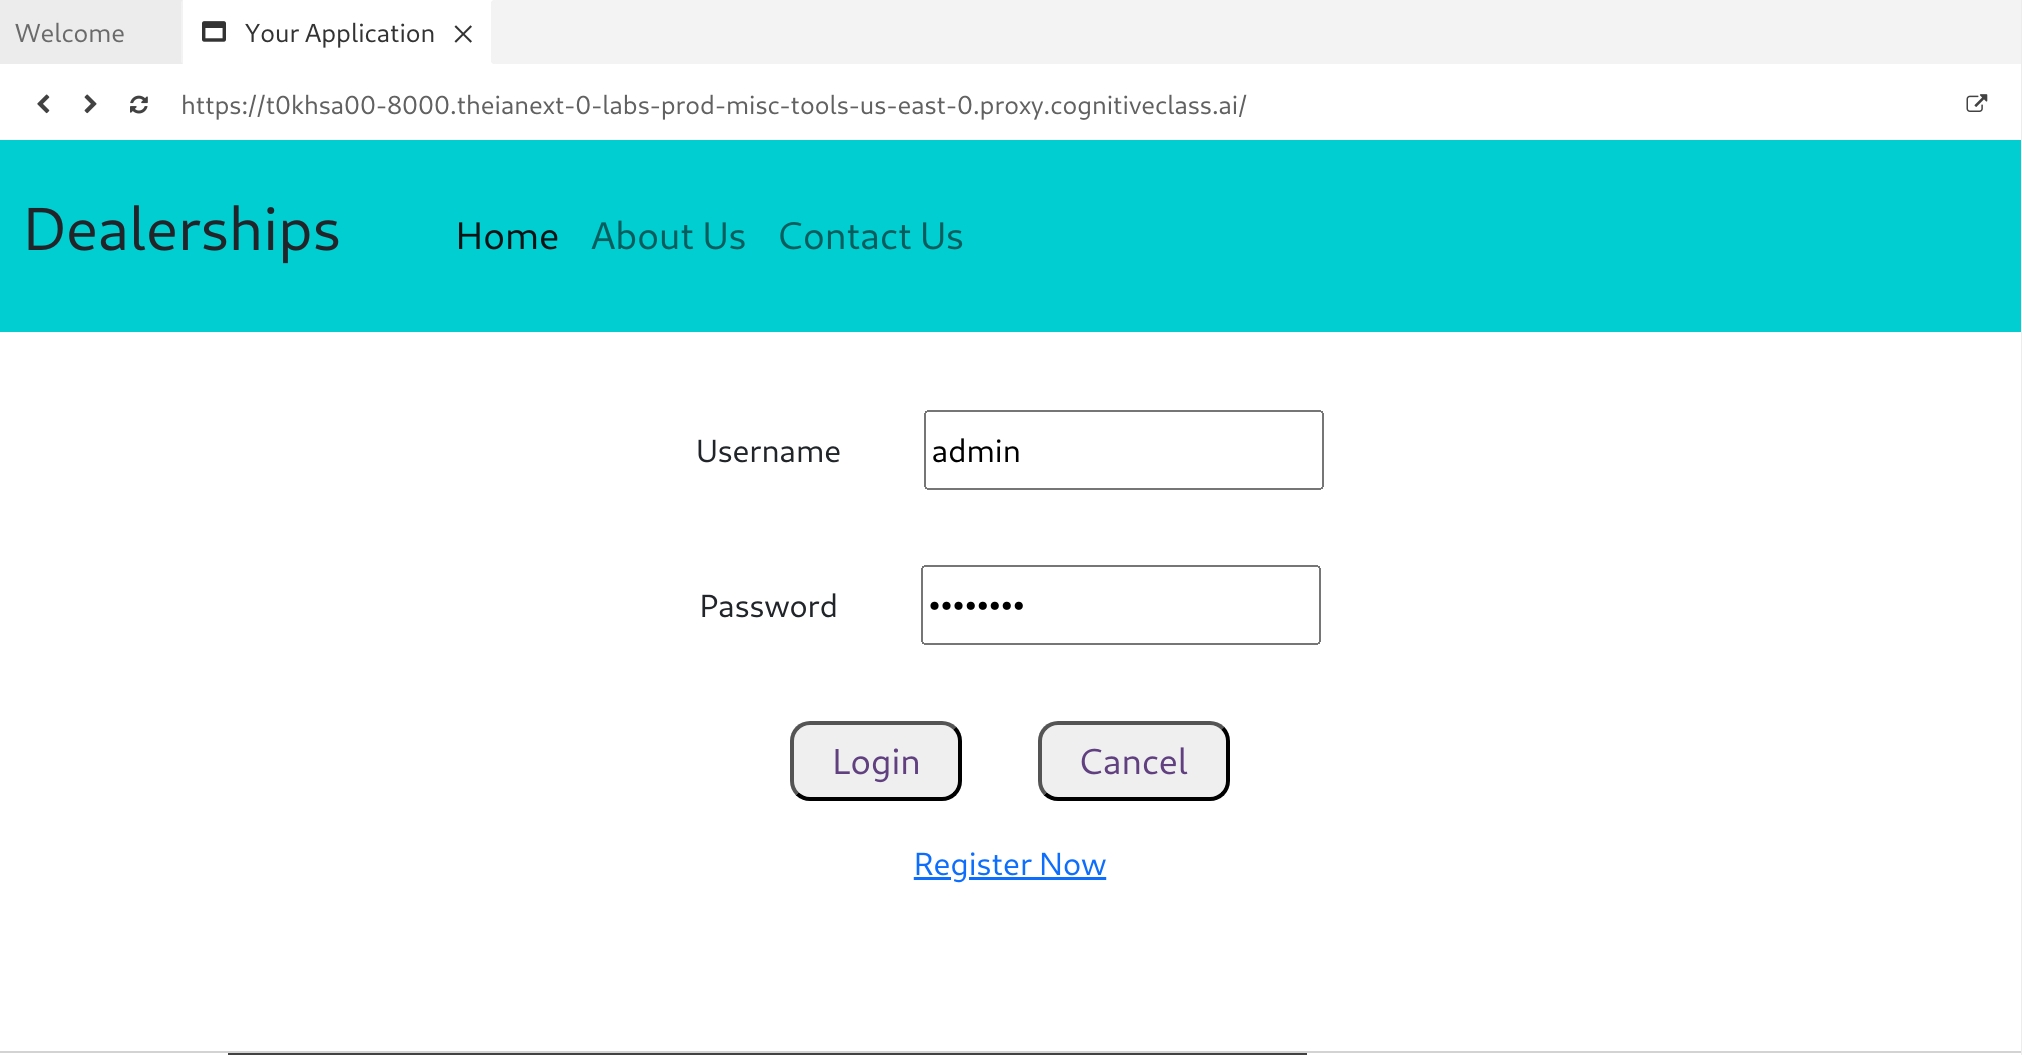 Welcome Your Application
https://t0khsa00-8000.theianext-0-labs-prod-misc-tools-us-east-0.proxy.cognitiveclass.ai/
Dealerships Home About Us Contact Us
Username admin
Password ••••••••
Login Cancel
Register Now